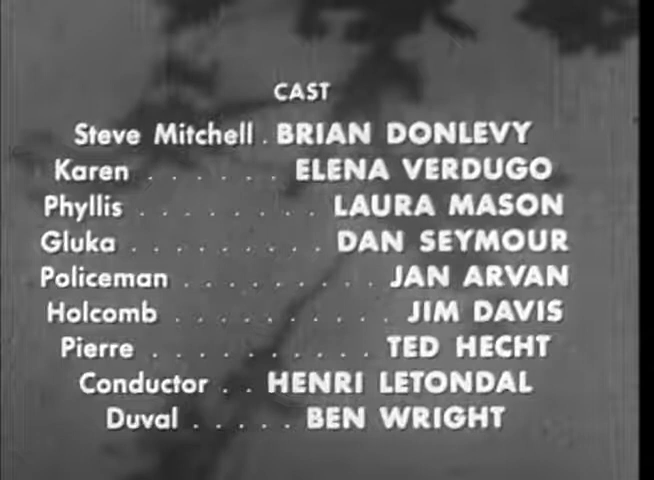 CAST
Steve Mitchell . BRIAN DONLEVY
Karen . . . . . . ELENA VERDUGO
Phyllis . . . . . . . . LAURA MASON
Gluka . . . . . . . . . DAN SEYMOUR
Policeman . . . . . . . . . JAN ARVAN
Holcomb . . . . . . . . . . JIM DAVIS
Pierre . . . . . . . . . . TED HECHT
Conductor . . HENRI LETONDAL
Duval . . . . . BEN WRIGHT